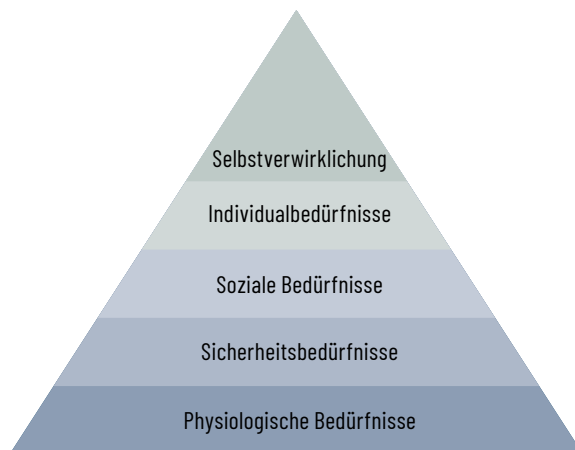 Selbstverwirklichung
Individualbedürfnisse
Soziale Bedürfnisse
Sicherheitsbedürfnisse
Physiologische Bedürfnisse